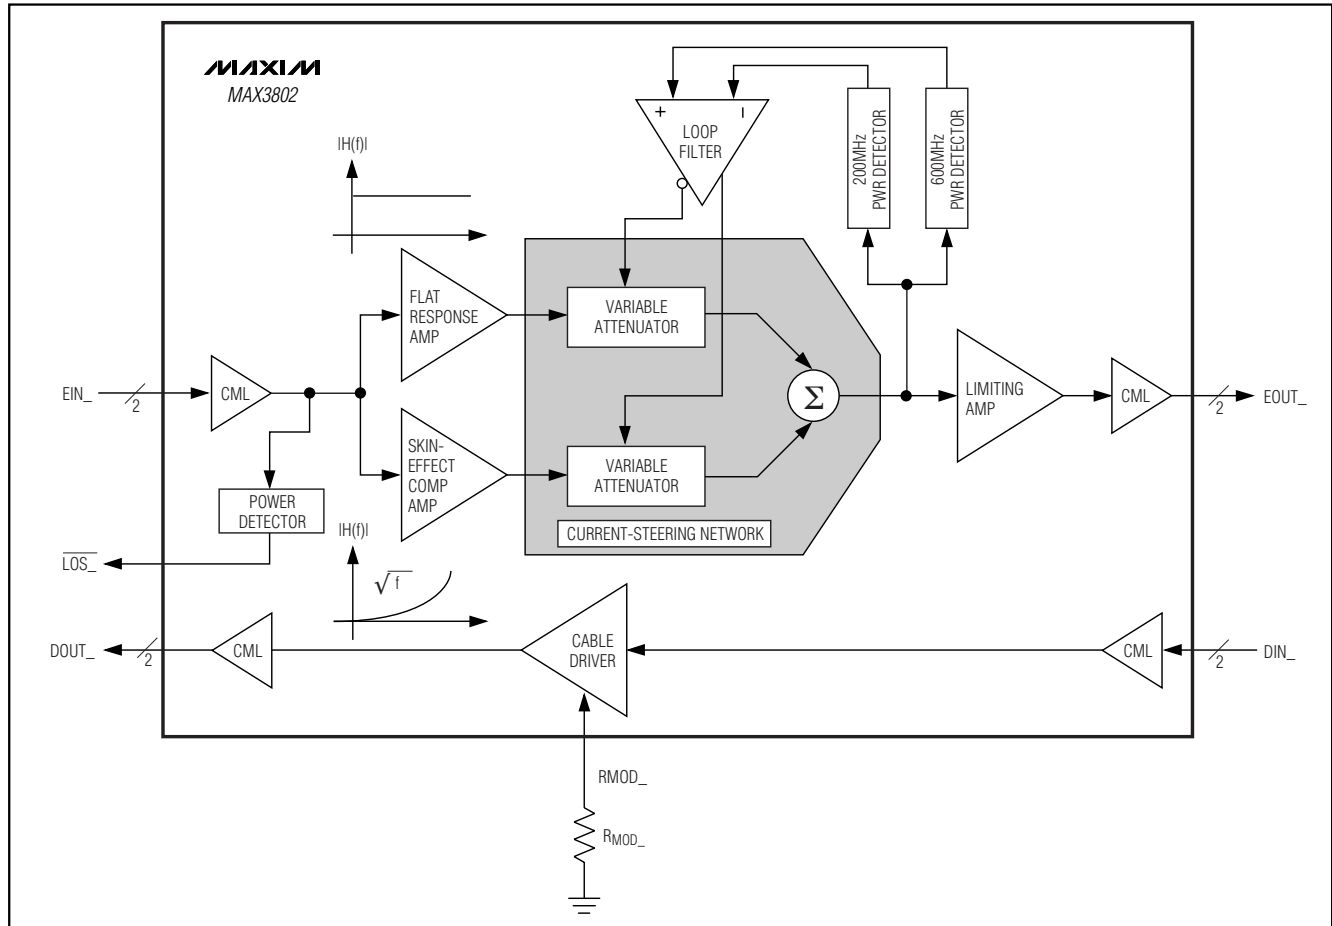 MAXIM
MAX3802
|H(f)|
+
−
LOOP
FILTER
200MHz
PWR DETECTOR
600MHz
PWR DETECTOR
FLAT
RESPONSE
AMP
VARIABLE
ATTENUATOR
EIN_
2
CML
Σ
LIMITING
AMP
CML
2
EOUT_
SKIN-
EFFECT
COMP
AMP
VARIABLE
ATTENUATOR
POWER
DETECTOR
CURRENT-STEERING NETWORK
|H(f)|
LOS_
√f
DOUT_
2
CML
CABLE
DRIVER
CML
2
DIN_
RMOD_
RMOD_